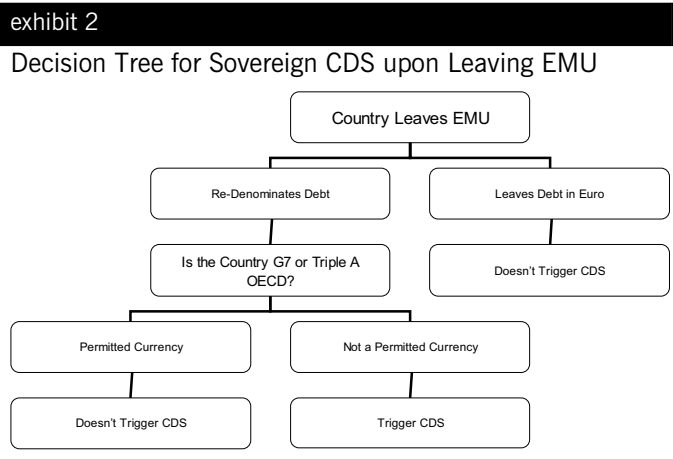 exhibit 2
Decision Tree for Sovereign CDS upon Leaving EMU
Country Leaves EMU
Re-Denominates Debt
Leaves Debt in Euro
Is the Country G7 or Triple A
OECD?
Doesn't Trigger CDS
Permitted Currency
Not a Permitted Currency
Doesn't Trigger CDS
Trigger CDS